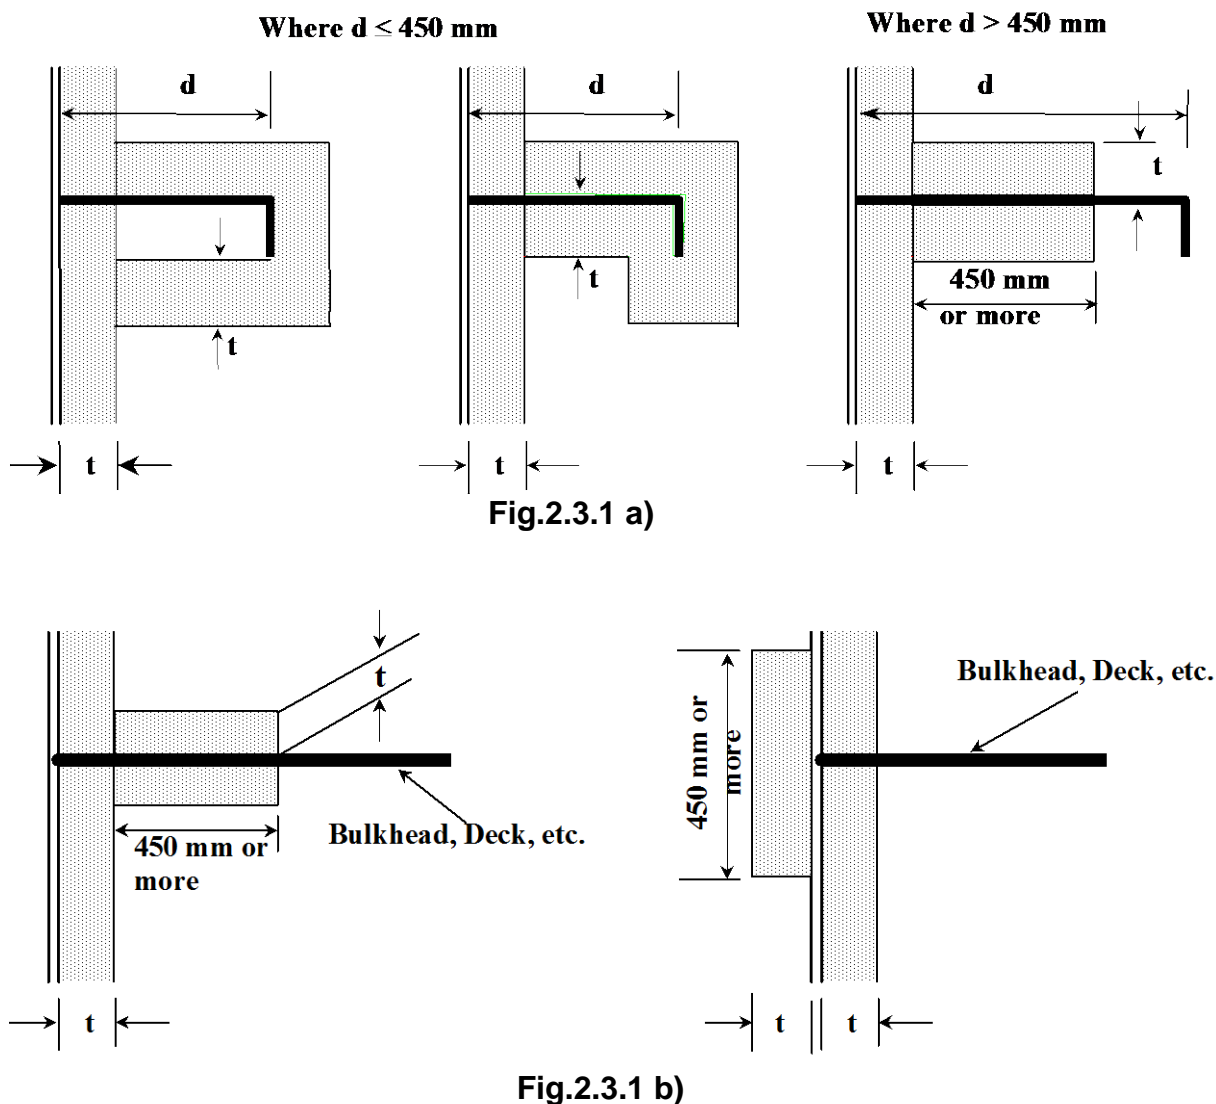 Where d ≤ 450 mm
Where d > 450 mm
d
d
d
t
t
t
450 mm
or more
t
t
t
Fig.2.3.1 a)
t
450 mm or
more
Bulkhead, Deck, etc.
t
450 mm or
more
Bulkhead, Deck, etc.
t
t
Fig.2.3.1 b)